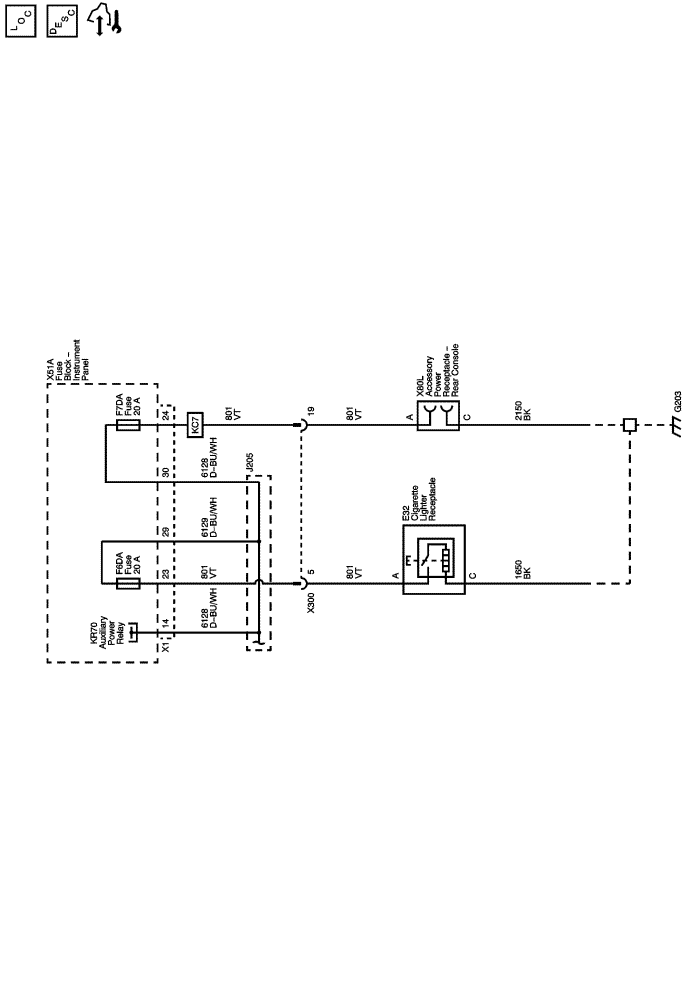 L O C
D E S C
X51A
Fuse
Block –
Instrument
Panel
KR70
Auxiliary
Power
Relay
F6DA
Fuse
20 A
F7DA
Fuse
20 A
X1
14
23
29
30
24
KC7
6128
D-BU/WH
801
VT
6129
D-BU/WH
6128
D-BU/WH
801
VT
J205
X300
5
19
801
VT
801
VT
E32
Cigarette
Lighter
Receptacle
A
C
X80L
Accessory
Power
Receptacle –
Rear Console
A
C
1650
BK
2150
BK
G203